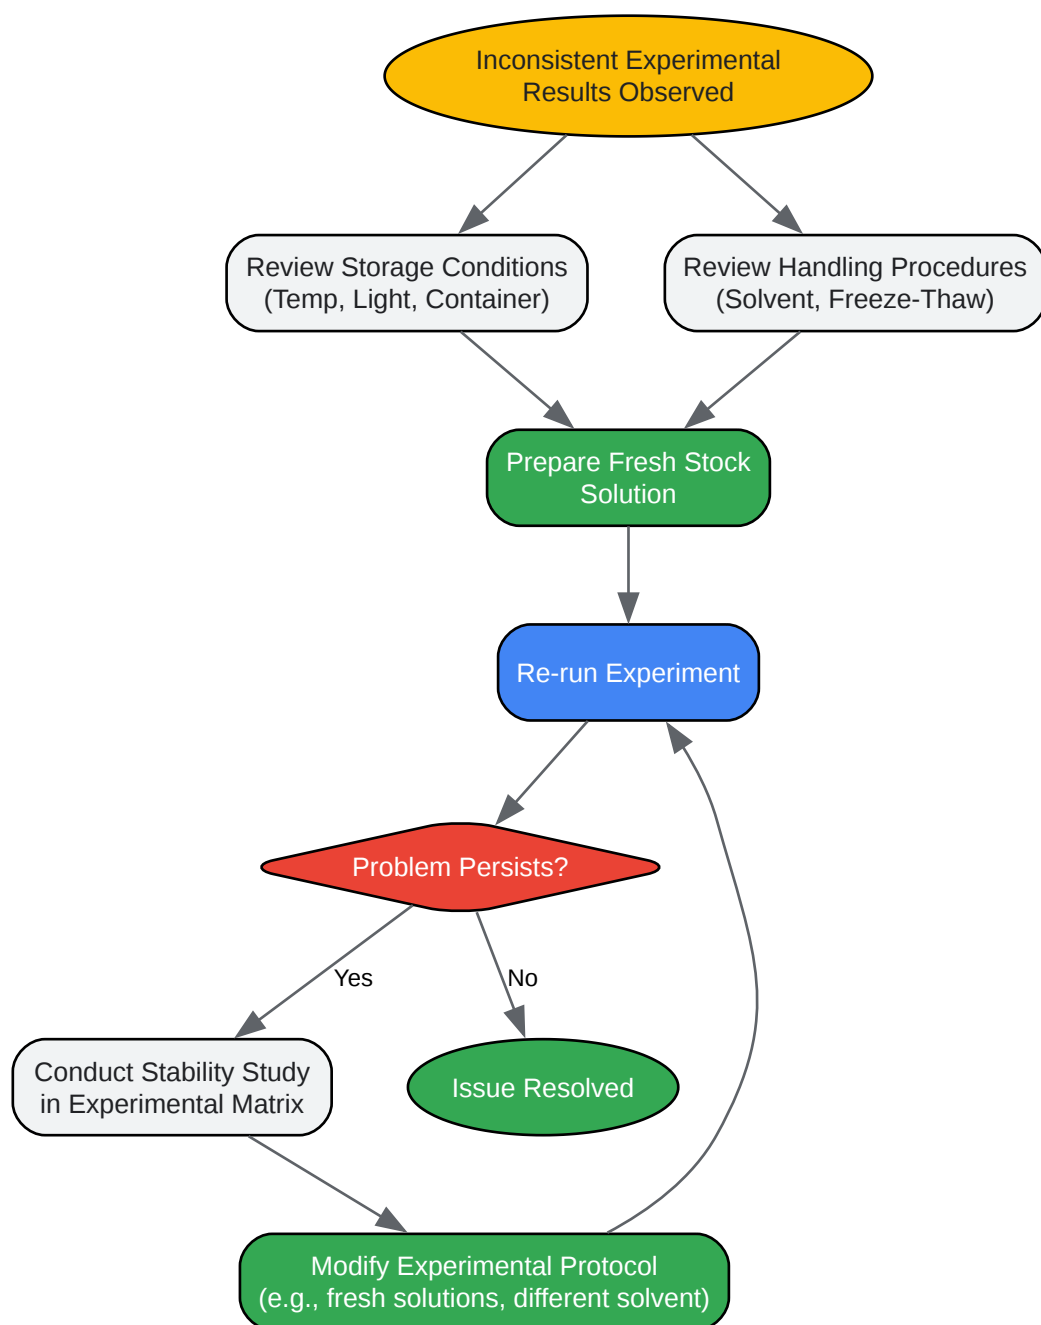 Inconsistent Experimental
Results Observed
Review Storage Conditions
(Temp, Light, Container)
Review Handling Procedures
(Solvent, Freeze-Thaw)
Prepare Fresh Stock
Solution
Re-run Experiment
Problem Persists?
Yes
No
Conduct Stability Study
in Experimental Matrix
Issue Resolved
Modify Experimental Protocol
(e.g., fresh solutions, different solvent)